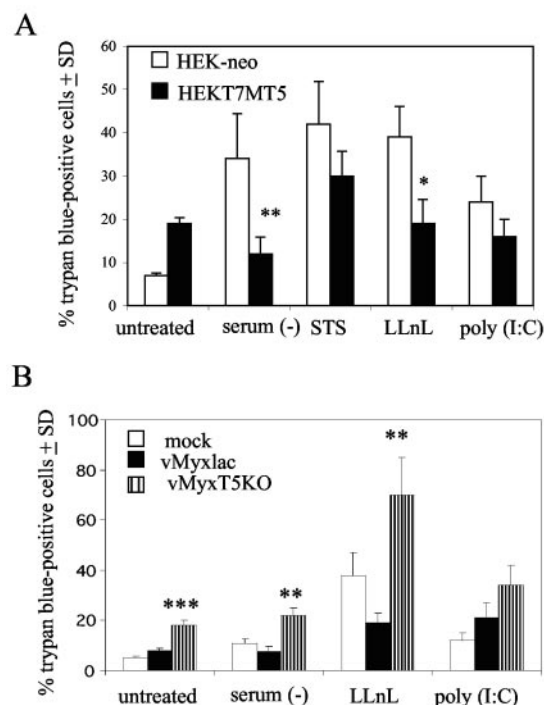 A
% trypan blue-positive cells ± SD
60
50
40
30
20
10
0
HEK-neo
HEKT7MT5
**
*
untreated
serum (-)
STS
LLnL
poly (I:C)
B
% trypan blue-positive cells ± SD
100
80
60
40
20
0
mock
vMyxlac
vMyxT5KO
***
**
**
untreated
serum (-)
LLnL
poly (I:C)